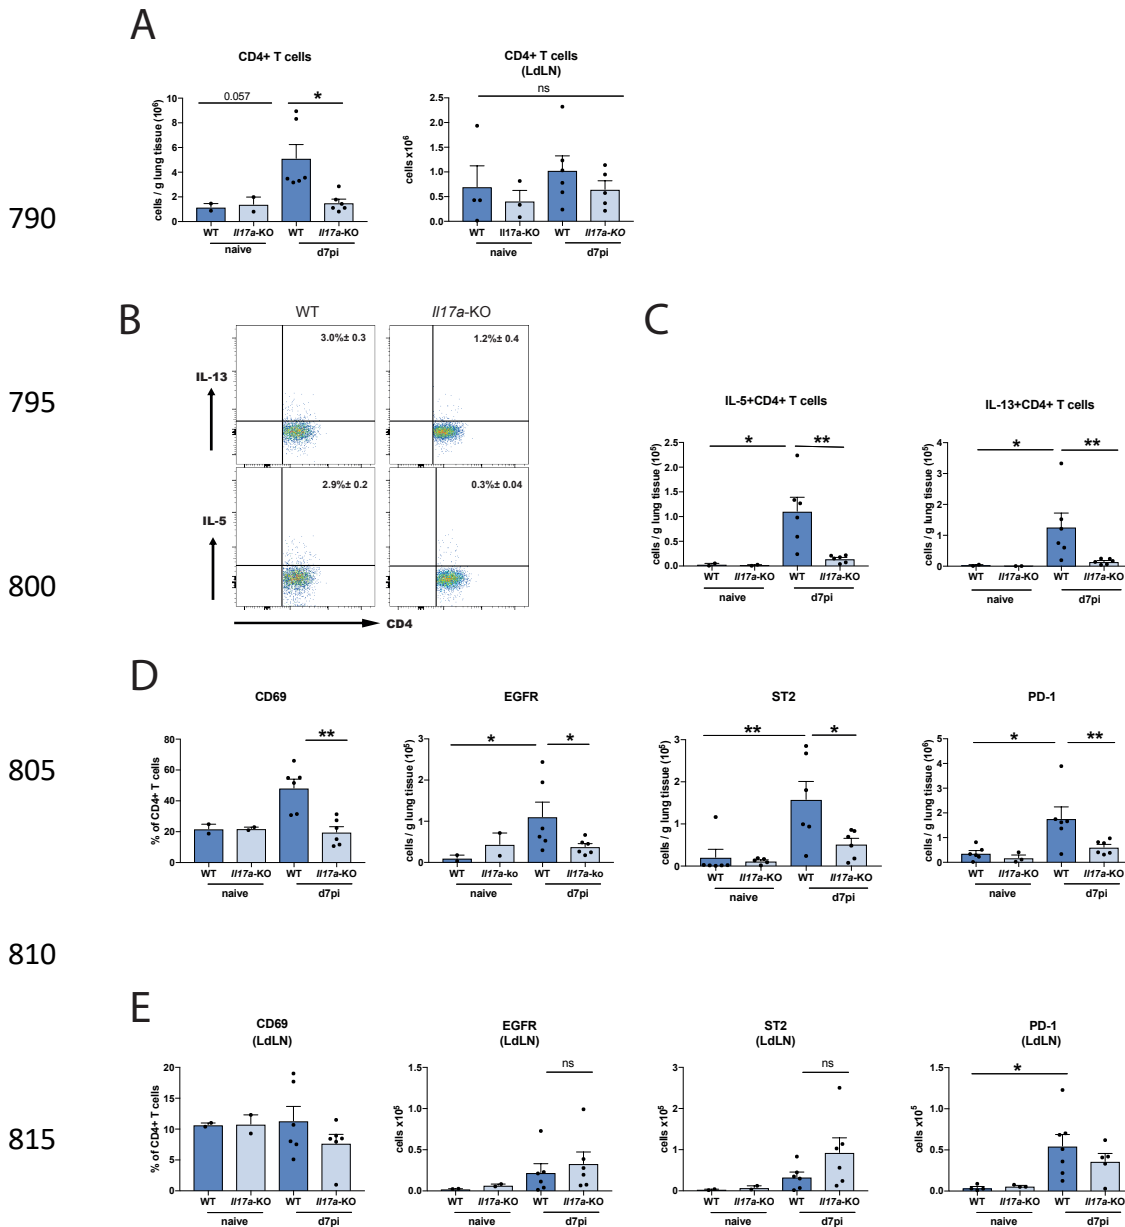 A
CD4+ T cells
cells / g lung tissue (10⁶)
10
8
6
4
2
0
0.057
*
WT
Il17a-KO
WT
Il17a-KO
naive
d7pi
CD4+ T cells
(LdLN)
cells x10⁶
2.5
2.0
1.5
1.0
0.5
0.0
ns
WT
Il17a-KO
WT
Il17a-KO
naive
d7pi
790
B
WT
Il17a-KO
3.0%± 0.3
1.2%± 0.4
IL-13
2.9%± 0.2
0.3%± 0.04
IL-5
CD4
795
800
C
IL-5+CD4+ T cells
cells / g lung tissue (10⁵)
2.5
2.0
1.5
1.0
0.5
0.0
*
**
WT
Il17a-KO
WT
Il17a-KO
naive
d7pi
IL-13+CD4+ T cells
cells / g lung tissue (10⁵)
4
3
2
1
0
*
**
WT
Il17a-KO
WT
Il17a-KO
naive
d7pi
D
CD69
% of CD4+ T cells
80
60
40
20
0
**
WT
Il17a-KO
WT
Il17a-KO
naive
d7pi
EGFR
cells / g lung tissue (10⁵)
3
2
1
0
*
*
WT
Il17a-ko
WT
Il17a-ko
naive
d7pi
ST2
cells / g lung tissue (10⁵)
3
2
1
0
**
*
WT
Il17a-KO
WT
Il17a-KO
naive
d7pi
PD-1
cells / g lung tissue (10⁶)
5
4
3
2
1
0
*
**
WT
Il17a-KO
WT
Il17a-KO
naive
d7pi
805
810
E
CD69
(LdLN)
% of CD4+ T cells
20
15
10
5
0
WT
Il17a-KO
WT
Il17a-KO
naive
d7pi
EGFR
(LdLN)
cells x10⁵
1.5
1.0
0.5
0.0
ns
WT
Il17a-KO
WT
Il17a-KO
naive
d7pi
ST2
(LdLN)
cells x10⁵
3
2
1
0
ns
WT
Il17a-KO
WT
Il17a-KO
naive
d7pi
PD-1
(LdLN)
cells x10⁵
1.5
1.0
0.5
0.0
*
WT
Il17a-KO
WT
Il17a-KO
naive
d7pi
815